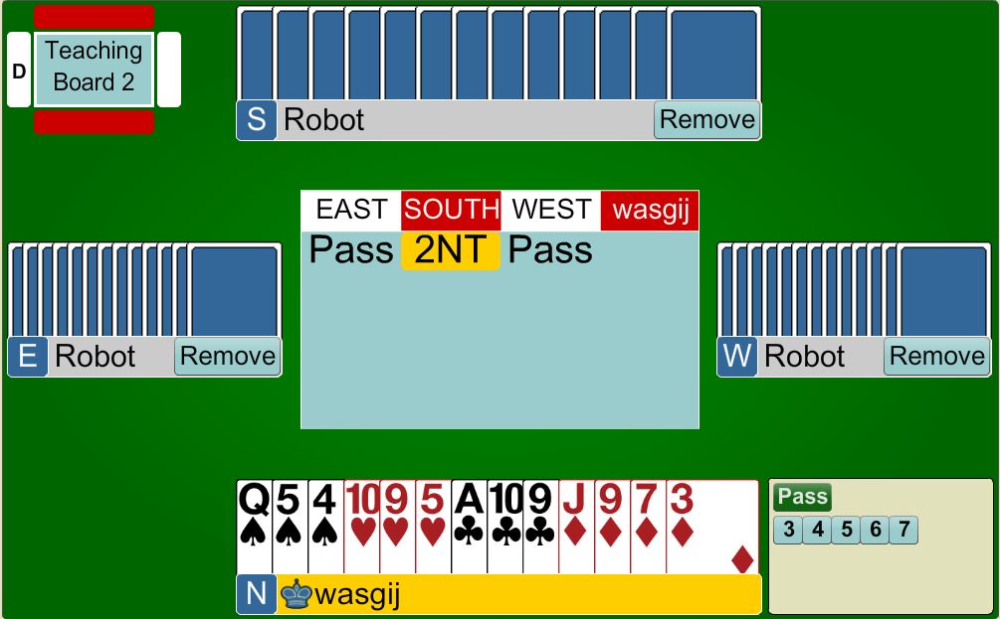 D
Teaching
Board 2
S Robot Remove
EAST SOUTH WEST wasgij
Pass 2NT Pass
E Robot Remove
W Robot Remove
Q 5 4 10 9 5 A 10 9 J 9 7 3
Pass
3 4 5 6 7
N wasgij